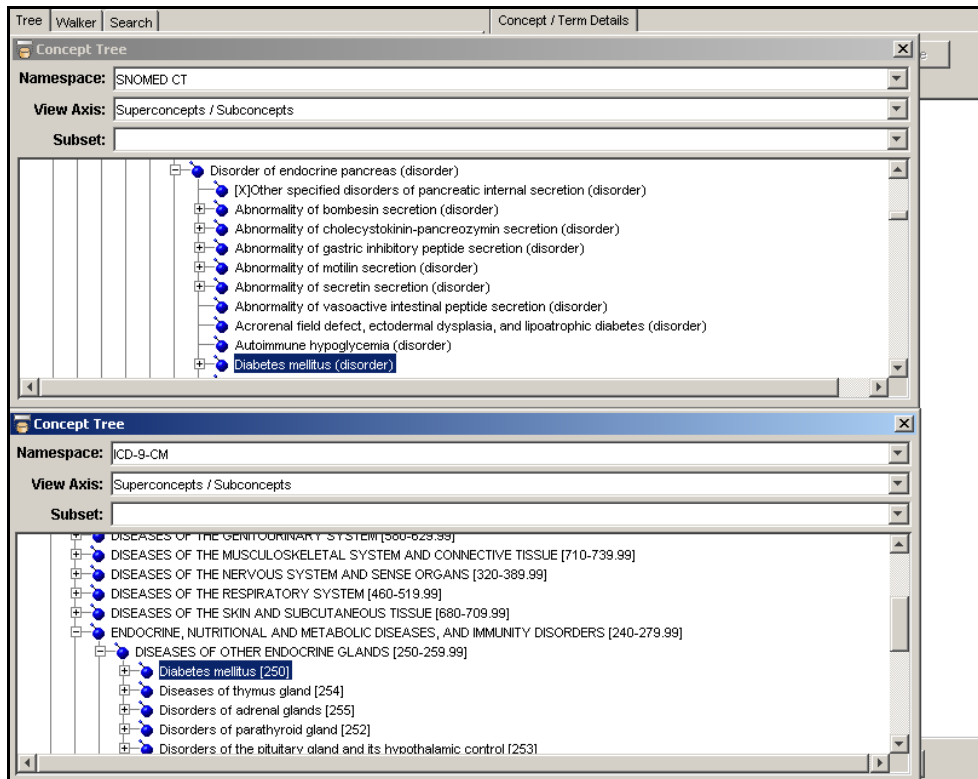 Tree Walker Search Concept / Term Details
Concept Tree
e
Namespace: SNOMED CT
View Axis: Superconcepts / Subconcepts
Subset:
Disorder of endocrine pancreas (disorder)
[X]Other specified disorders of pancreatic internal secretion (disorder)
Abnormality of bombesin secretion (disorder)
Abnormality of cholecystokinin-pancreozymin secretion (disorder)
Abnormality of gastric inhibitory peptide secretion (disorder)
Abnormality of motilin secretion (disorder)
Abnormality of secretin secretion (disorder)
Abnormality of vasoactive intestinal peptide secretion (disorder)
Acrorenal field defect, ectodermal dysplasia, and lipoatrophic diabetes (disorder)
Autoimmune hypoglycemia (disorder)
Diabetes mellitus (disorder)
Concept Tree
Namespace: ICD-9-CM
View Axis: Superconcepts / Subconcepts
Subset:
DISEASES OF THE GENITOURINARY SYSTEM [580-629.99]
DISEASES OF THE MUSCULOSKELETAL SYSTEM AND CONNECTIVE TISSUE [710-739.99]
DISEASES OF THE NERVOUS SYSTEM AND SENSE ORGANS [320-389.99]
DISEASES OF THE RESPIRATORY SYSTEM [460-519.99]
DISEASES OF THE SKIN AND SUBCUTANEOUS TISSUE [680-709.99]
ENDOCRINE, NUTRITIONAL AND METABOLIC DISEASES, AND IMMUNITY DISORDERS [240-279.99]
DISEASES OF OTHER ENDOCRINE GLANDS [250-259.99]
Diabetes mellitus [250]
Diseases of thymus gland [254]
Disorders of adrenal glands [255]
Disorders of parathyroid gland [252]
Disorders of the pituitary gland and its hypothalamic control [253]